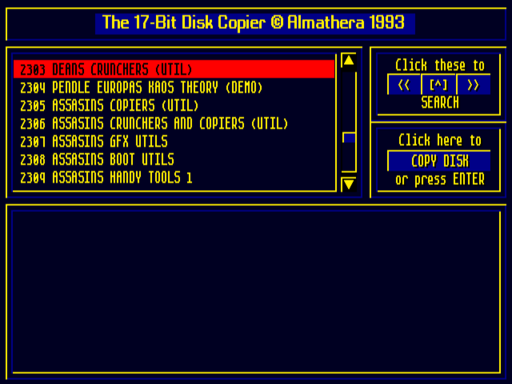 The 17-Bit Disk Copier © Almathera 1993
2303 DEANS CRUNCHERS (UTIL)
2304 PENDLE EUROPAS KAOS THEORY (DEMO)
2305 ASSASINS COPIERS (UTIL)
2306 ASSASINS CRUNCHERS AND COPIERS (UTIL)
2307 ASSASINS GFX UTILS
2308 ASSASINS BOOT UTILS
2309 ASSASINS HANDY TOOLS 1
Click these to
<< [^] >>
SEARCH
Click here to
COPY DISK
or press ENTER